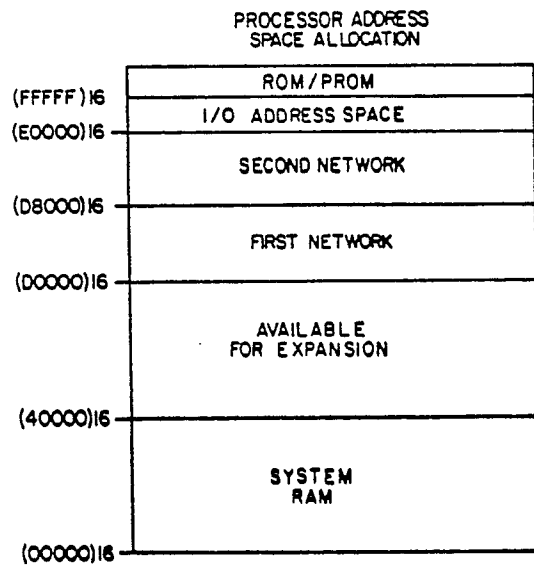 PROCESSOR ADDRESS
SPACE ALLOCATION
ROM/PROM
(FFFFF)16
I/O ADDRESS SPACE
(E0000)16
SECOND NETWORK
(D8000)16
FIRST NETWORK
(D0000)16
AVAILABLE
FOR EXPANSION
(40000)16
SYSTEM
RAM
(00000)16